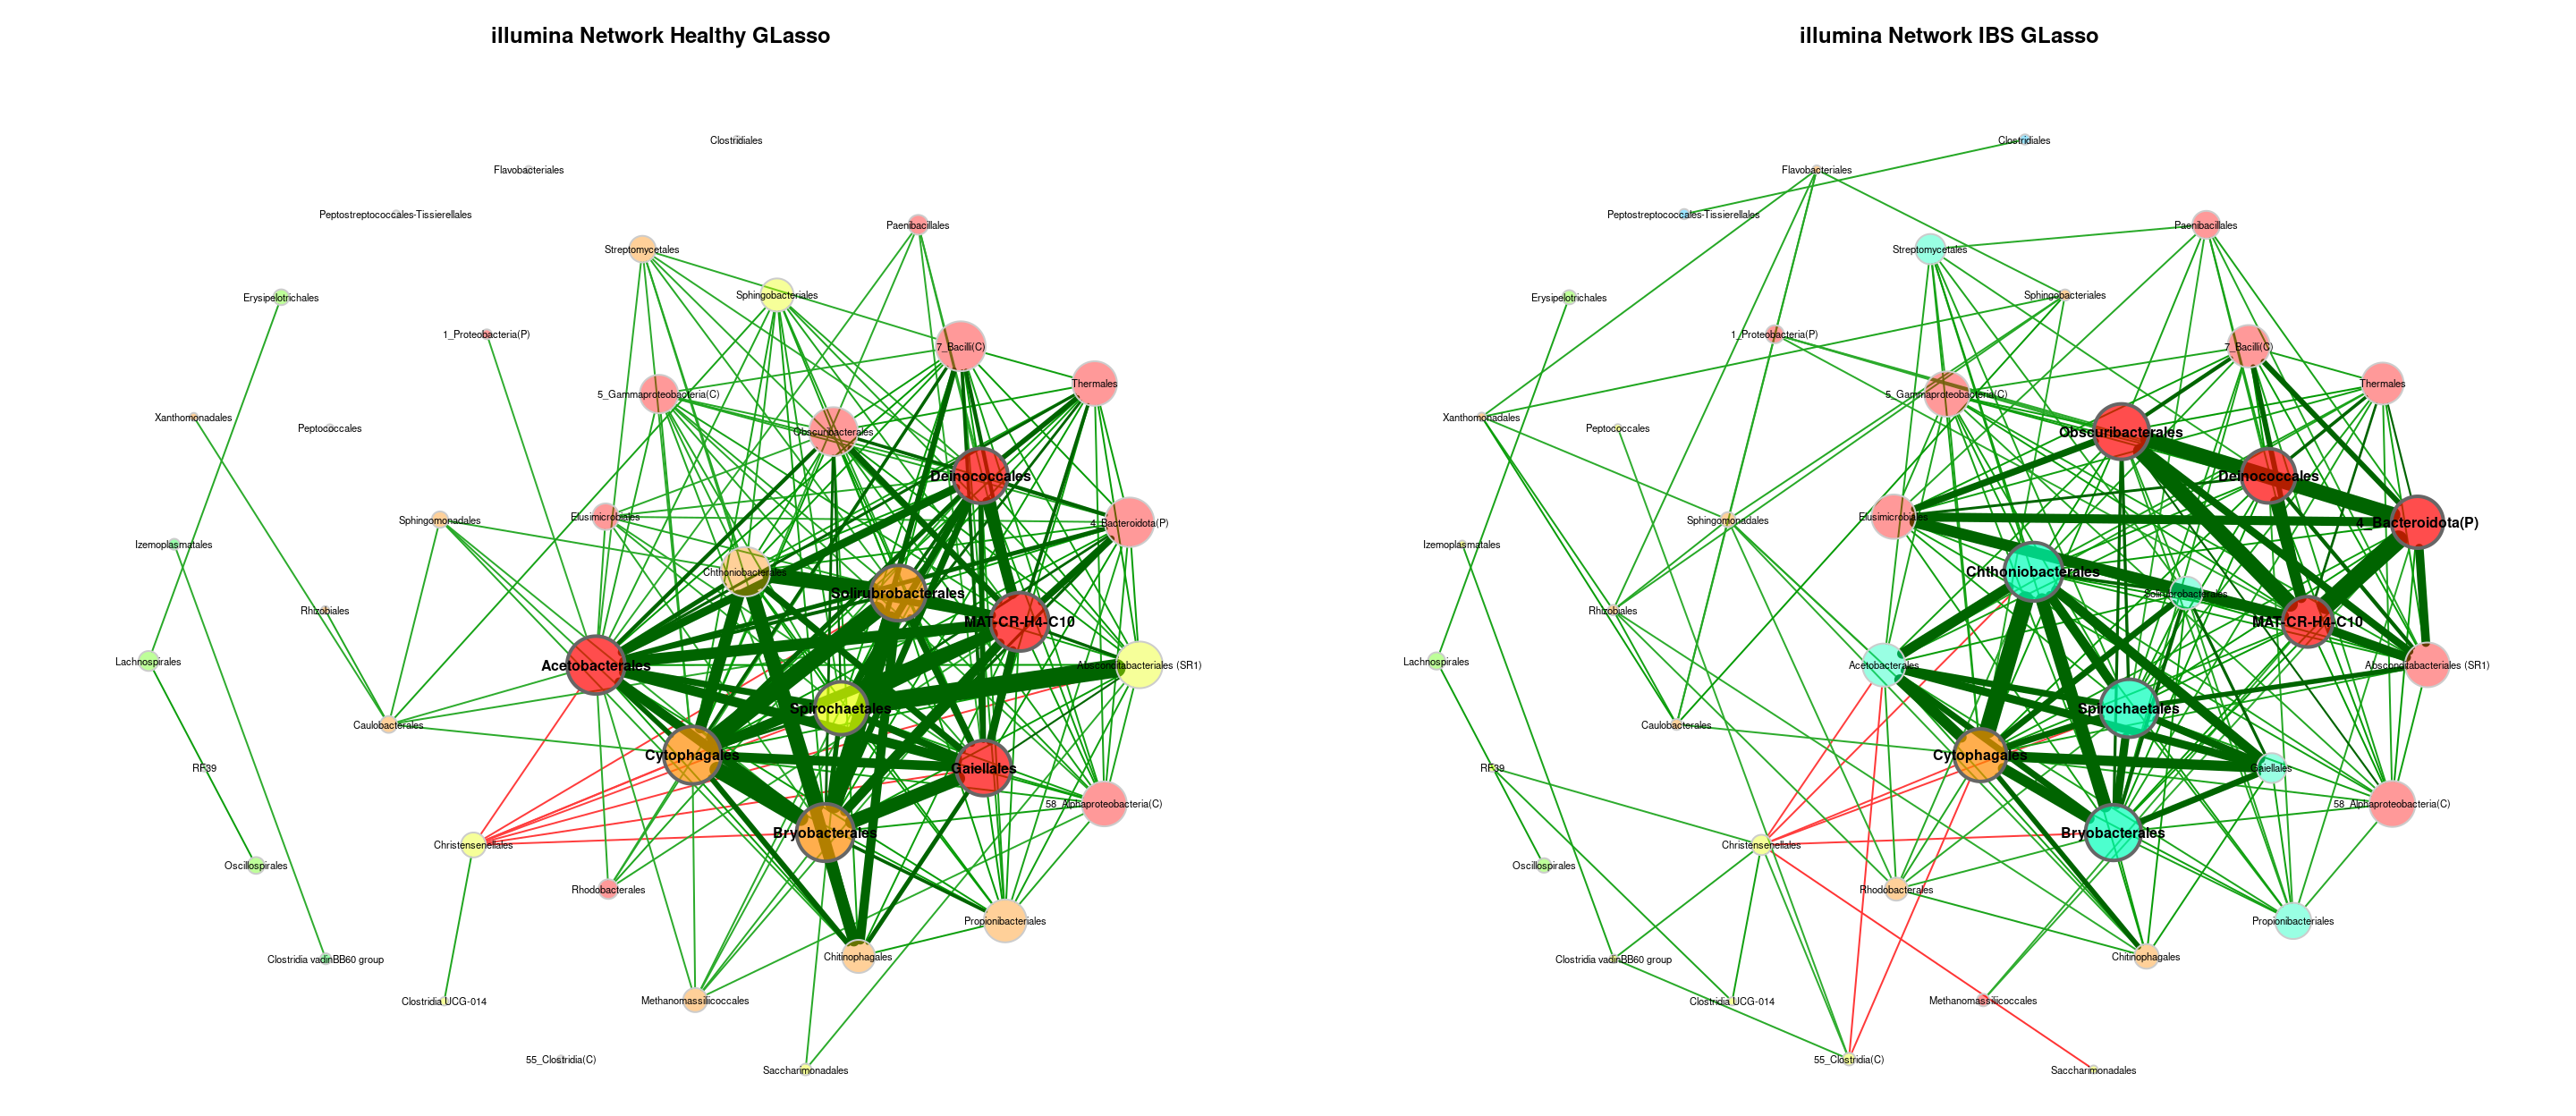 illumina Network Healthy GLasso
Clostridiales
Flavobacteriales
Peptostreptococcales-Tissierellales
Paenibacillales
Streptomycetales
Sphingobacteriales
Erysipelotrichales
1_Proteobacteria(P)
7_Bacilli(C)
Thermales
5_Gammaproteobacteria(C)
Xanthomonadales
Peptococcales
Obscuribacterales
Deinococcales
Sphingomonadales
Elusimicrobiales
4_Bacteroidota(P)
Izemoplasmatales
Chthoniobacterales
Solirubrobacterales
Rhizobiales
MAT-CR-H4-C10
Lachnospirales
Acetobacterales
Absconditabacteriales (SR1)
Spirochaetales
Caulobacterales
Cytophagales
RF39
Gaiellales
58_Alphaproteobacteria(C)
Bryobacterales
Christensenellales
Oscillospirales
Rhodobacterales
Propionibacteriales
Chitinophagales
Clostridia vadinBB60 group
Clostridia UCG-014
Methanomassiliicoccales
55_Clostridia(C)
Saccharimonadales
illumina Network IBS GLasso
Clostridiales
Flavobacteriales
Peptostreptococcales-Tissierellales
Paenibacillales
Streptomycetales
Sphingobacteriales
Erysipelotrichales
1_Proteobacteria(P)
7_Bacilli(C)
Thermales
5_Gammaproteobacteria(C)
Xanthomonadales
Peptococcales
Obscuribacterales
Deinococcales
Sphingomonadales
Elusimicrobiales
4_Bacteroidota(P)
Izemoplasmatales
Chthoniobacterales
Solirubrobacterales
Rhizobiales
MAT-CR-H4-C10
Lachnospirales
Acetobacterales
Absconditabacteriales (SR1)
Spirochaetales
Caulobacterales
Cytophagales
RF39
Gaiellales
58_Alphaproteobacteria(C)
Bryobacterales
Christensenellales
Oscillospirales
Rhodobacterales
Propionibacteriales
Chitinophagales
Clostridia vadinBB60 group
Clostridia UCG-014
Methanomassiliicoccales
55_Clostridia(C)
Saccharimonadales